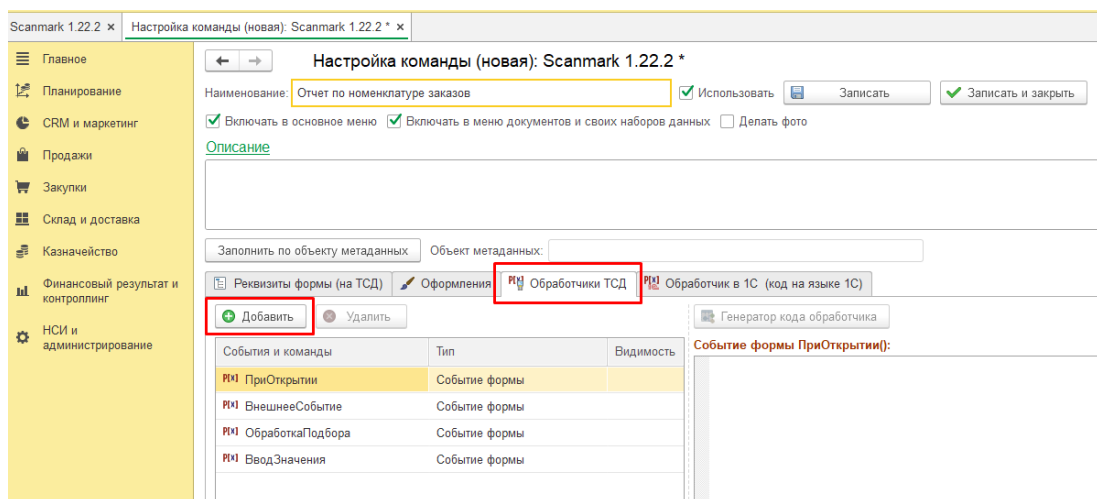 Scanmark 1.22.2 × Настройка команды (новая): Scanmark 1.22.2 * ×
Главное
Планирование
CRM и маркетинг
Продажи
Закупки
Склад и доставка
Казначейство
Финансовый результат и
контроллинг
НСИ и
администрирование
Настройка команды (новая): Scanmark 1.22.2 *
Наименование: Отчет по номенклатуре заказов Использовать Записать Записать и закрыть
Включать в основное меню Включать в меню документов и своих наборов данных Делать фото
Описание
Заполнить по объекту метаданных Объект метаданных:
Реквизиты формы (на ТСД) Оформления Обработчики ТСД Обработчик в 1С (код на языке 1С)
Добавить Удалить Генератор кода обработчика
События и команды Тип Видимость Событие формы ПриОткрытии():
P[x] ПриОткрытии Событие формы
P[x] ВнешнееСобытие Событие формы
P[x] ОбработкаПодбора Событие формы
P[x] ВводЗначения Событие формы